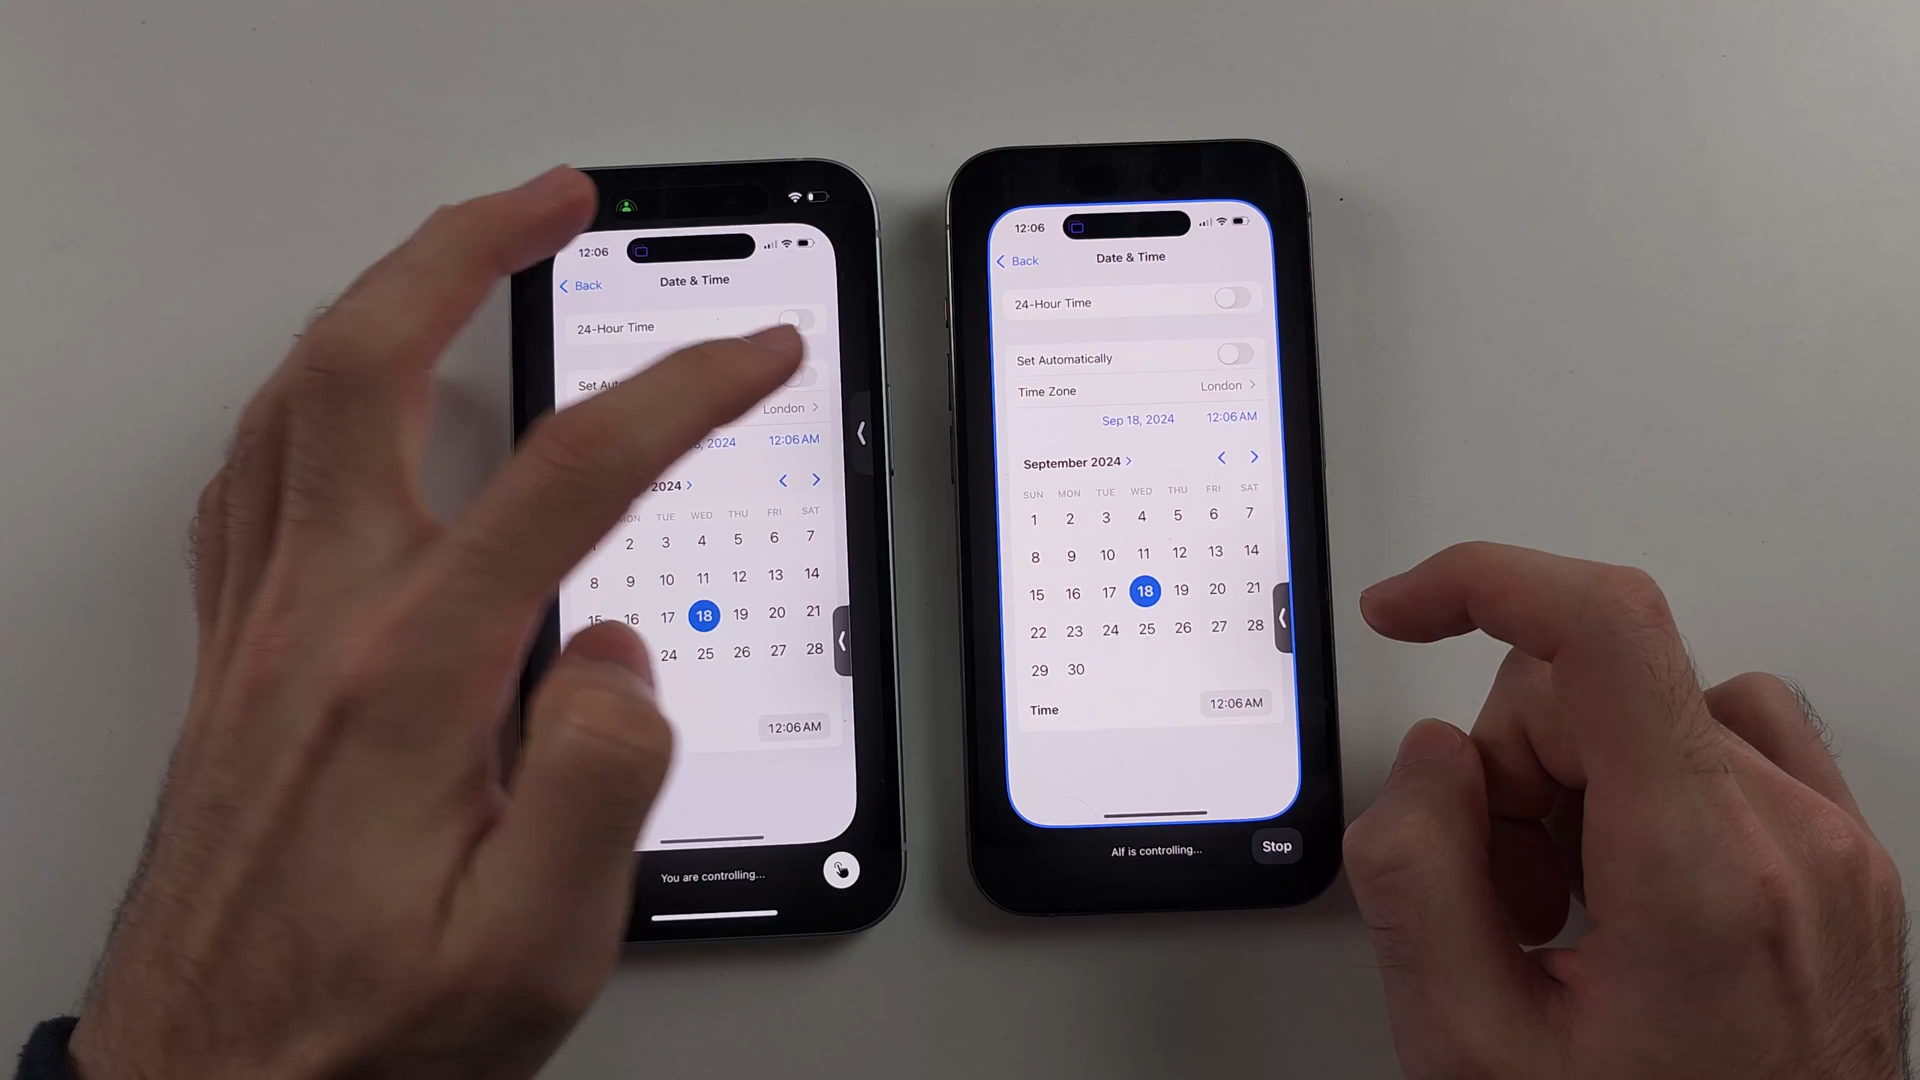 12:06
Back
Date & Time
24-Hour Time
Set Au
London
, 2024
12:06 AM
2024
TUE WED THU FRI SAT
2 3 4 5 6 7
8 9 10 11 12 13 14
15 16 17 18 19 20 21
24 25 26 27 28
12:06 AM
You are controlling...
12:06
Back
Date & Time
24-Hour Time
Set Automatically
Time Zone London
Sep 18, 2024 12:06 AM
September 2024
SUN MON TUE WED THU FRI SAT
1 2 3 4 5 6 7
8 9 10 11 12 13 14
15 16 17 18 19 20 21
22 23 24 25 26 27 28
29 30
Time 12:06 AM
Alf is controlling...
Stop